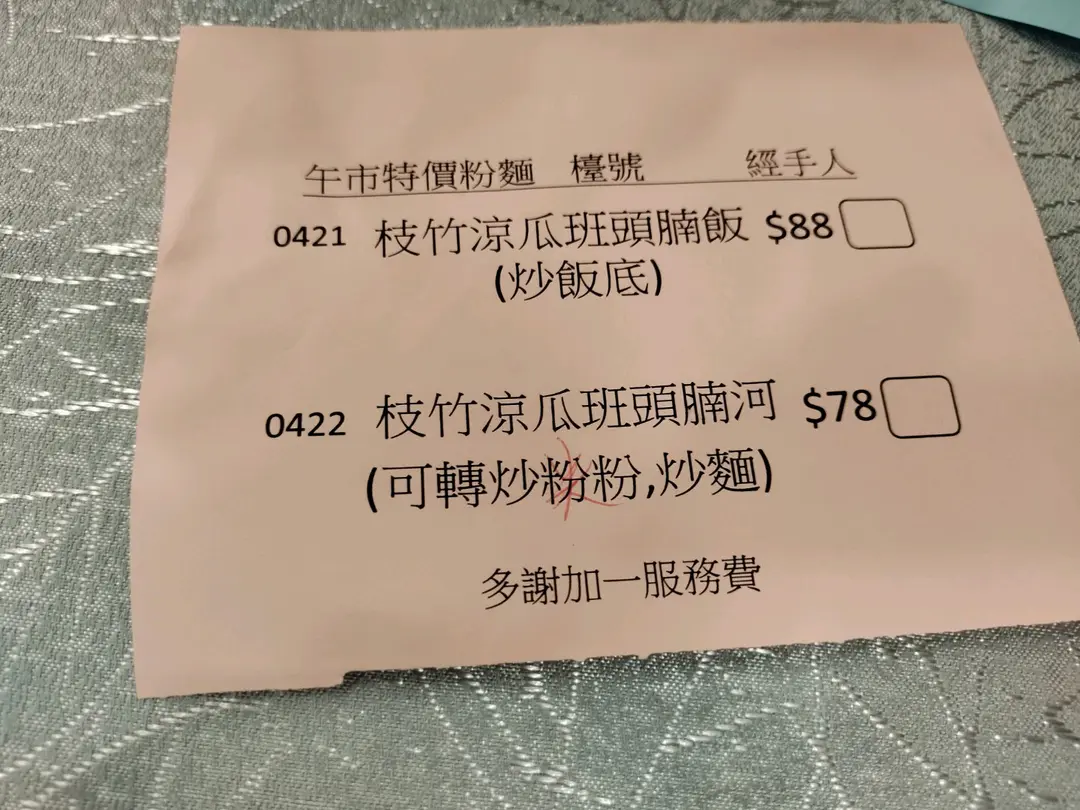 午市特價粉麵 檯號 經手人
0421 枝竹涼瓜班頭腩飯 $88
(炒飯底)
0422 枝竹涼瓜班頭腩河 $78
(可轉炒米粉,炒麵)
多謝加一服務費